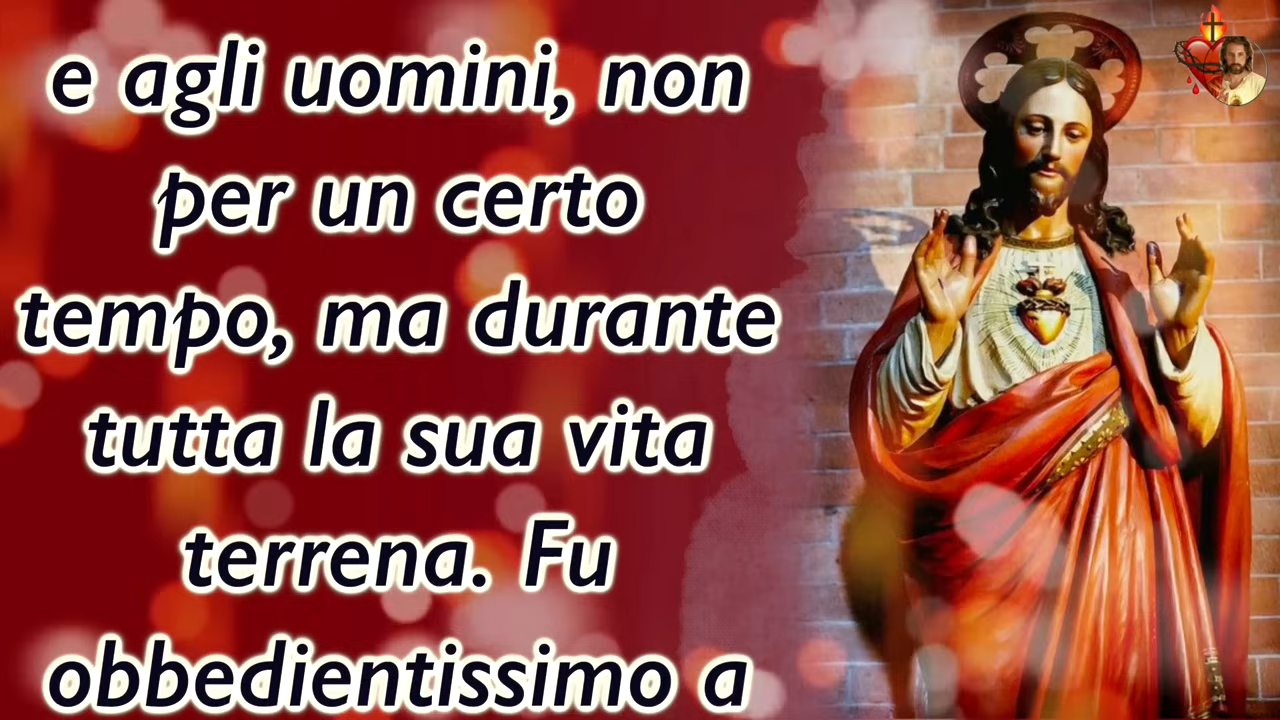 e agli uomini, non
per un certo
tempo, ma durante
tutta la sua vita
terrena. Fu
obbedientissimo a